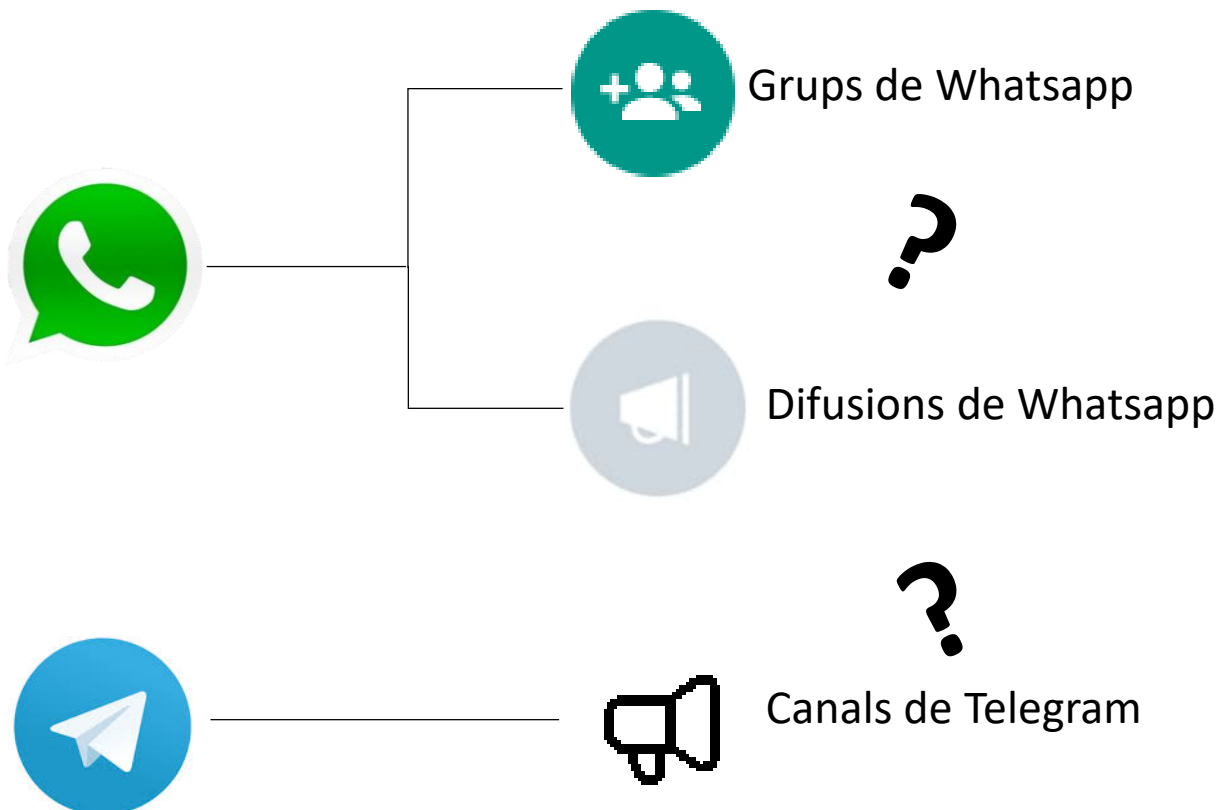 Grups de Whatsapp
?
Difusions de Whatsapp
?
Canals de Telegram